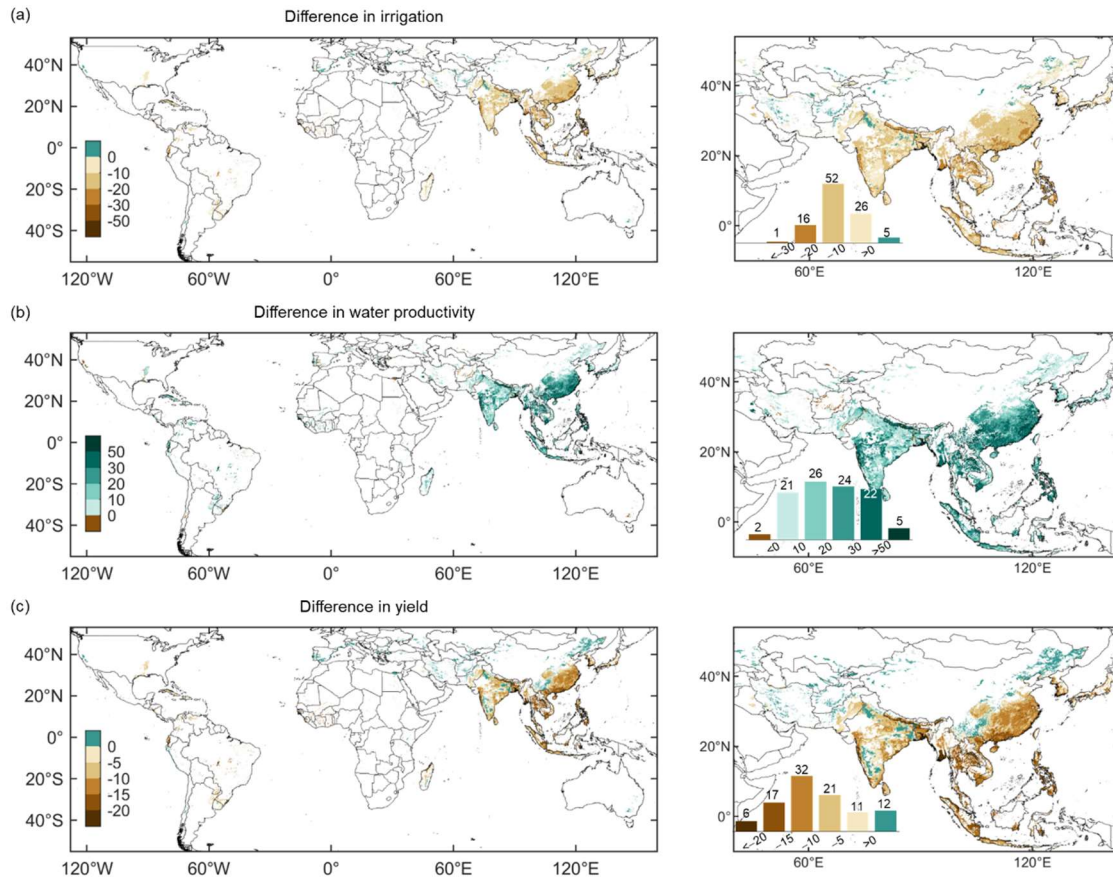 (a) Difference in irrigation
40°N
20°N
0°
20°S
40°S
0
-10
-20
-30
-50
120°W 60°W 0° 60°E 120°E
40°N
20°N
0°
1 16 52 26 5
<-30 -20 -10 >0
60°E 120°E
(b) Difference in water productivity
40°N
20°N
0°
20°S
40°S
50
30
20
10
0
120°W 60°W 0° 60°E 120°E
40°N
20°N
0°
2 21 26 24 22 5
<0 10 20 30 >50
60°E 120°E
(c) Difference in yield
40°N
20°N
0°
20°S
40°S
0
-5
-10
-15
-20
120°W 60°W 0° 60°E 120°E
40°N
20°N
0°
6 17 32 21 11 12
<-20 -15 -10 -5 >0
60°E 120°E